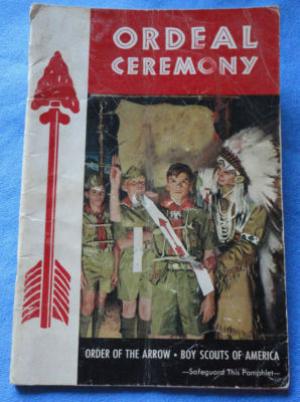 ORDEAL
CEREMONY
ORDER OF THE ARROW • BOY SCOUTS OF AMERICA
—Safeguard This Pamphlet—